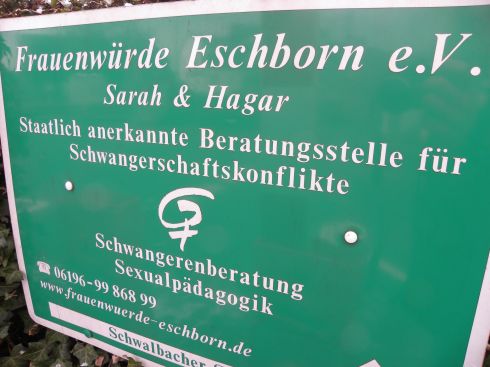 Frauenwürde Eschborn e.V.
Sarah & Hagar
Staatlich anerkannte Beratungsstelle für
Schwangerschaftskonflikte
Schwangerenberatung
Sexualpädagogik
☎ 06196-99 868 99
www.frauenwuerde-eschborn.de
Schwalbacher